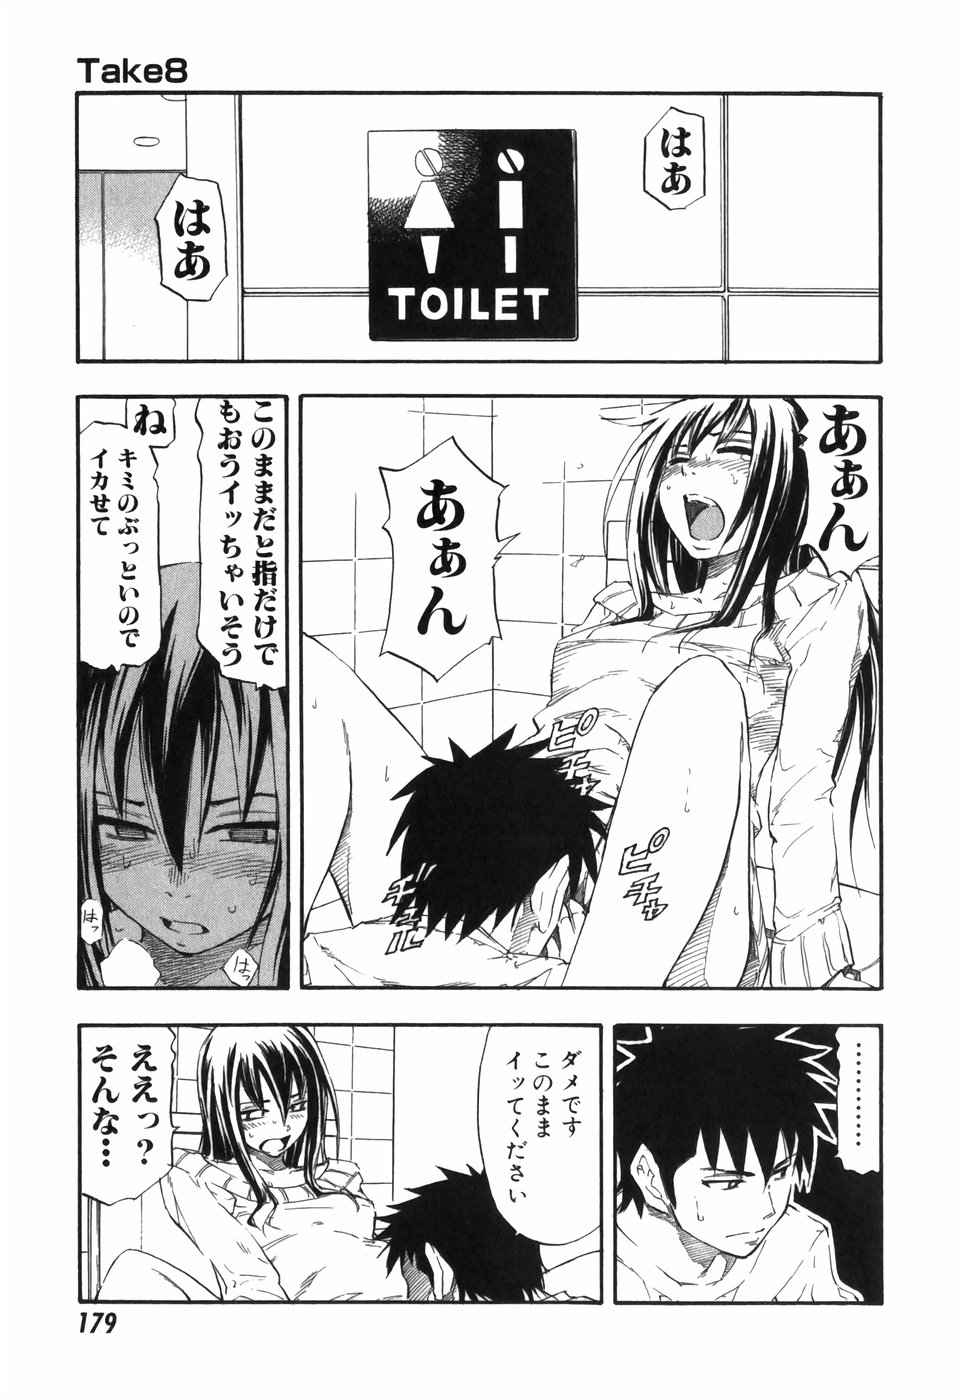 Take8
はあ
TOILET
はあ
あぁん
あぁん
ピチャ
ピチャ
このままだと指だけで
もおうイッちゃいそう
ね
キミのぶっといので
イカせて
はっ
はっ
…………
ダメです
このまま
イッてください
ええっ?
そんな…
179